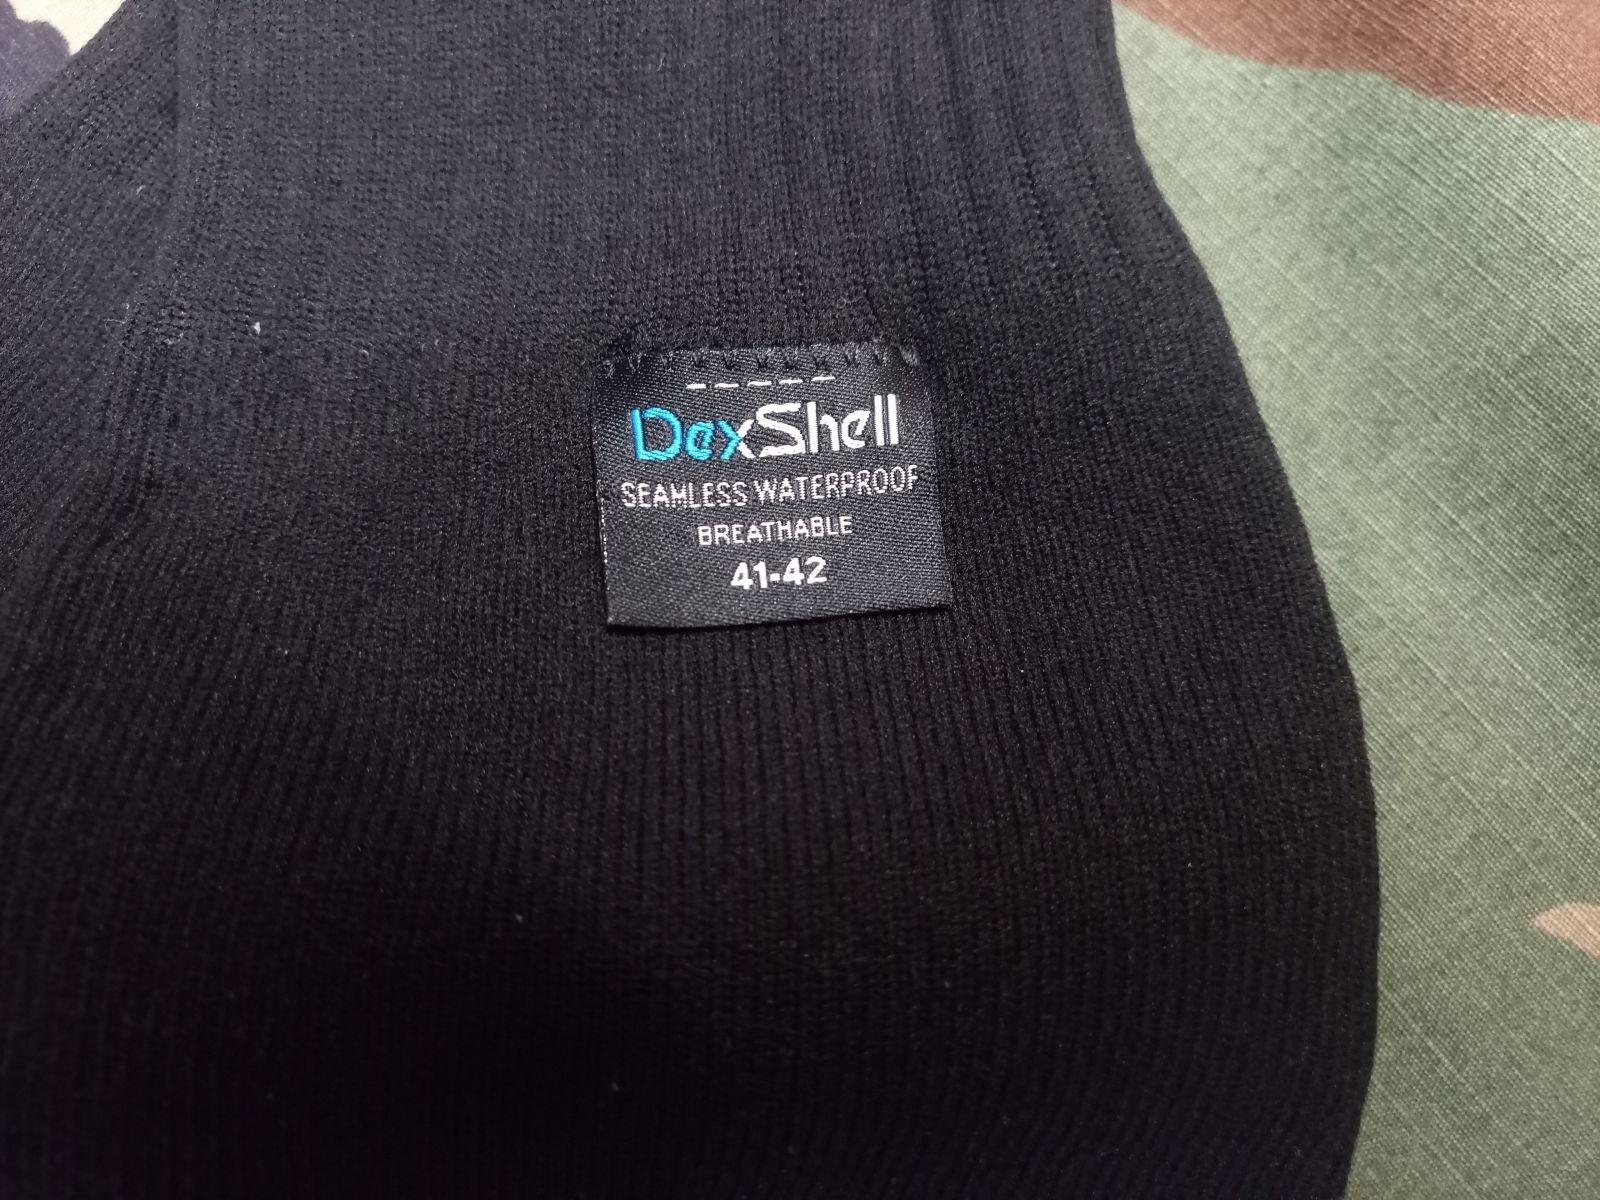 DexShell
SEAMLESS WATERPROOF
BREATHABLE
41-42